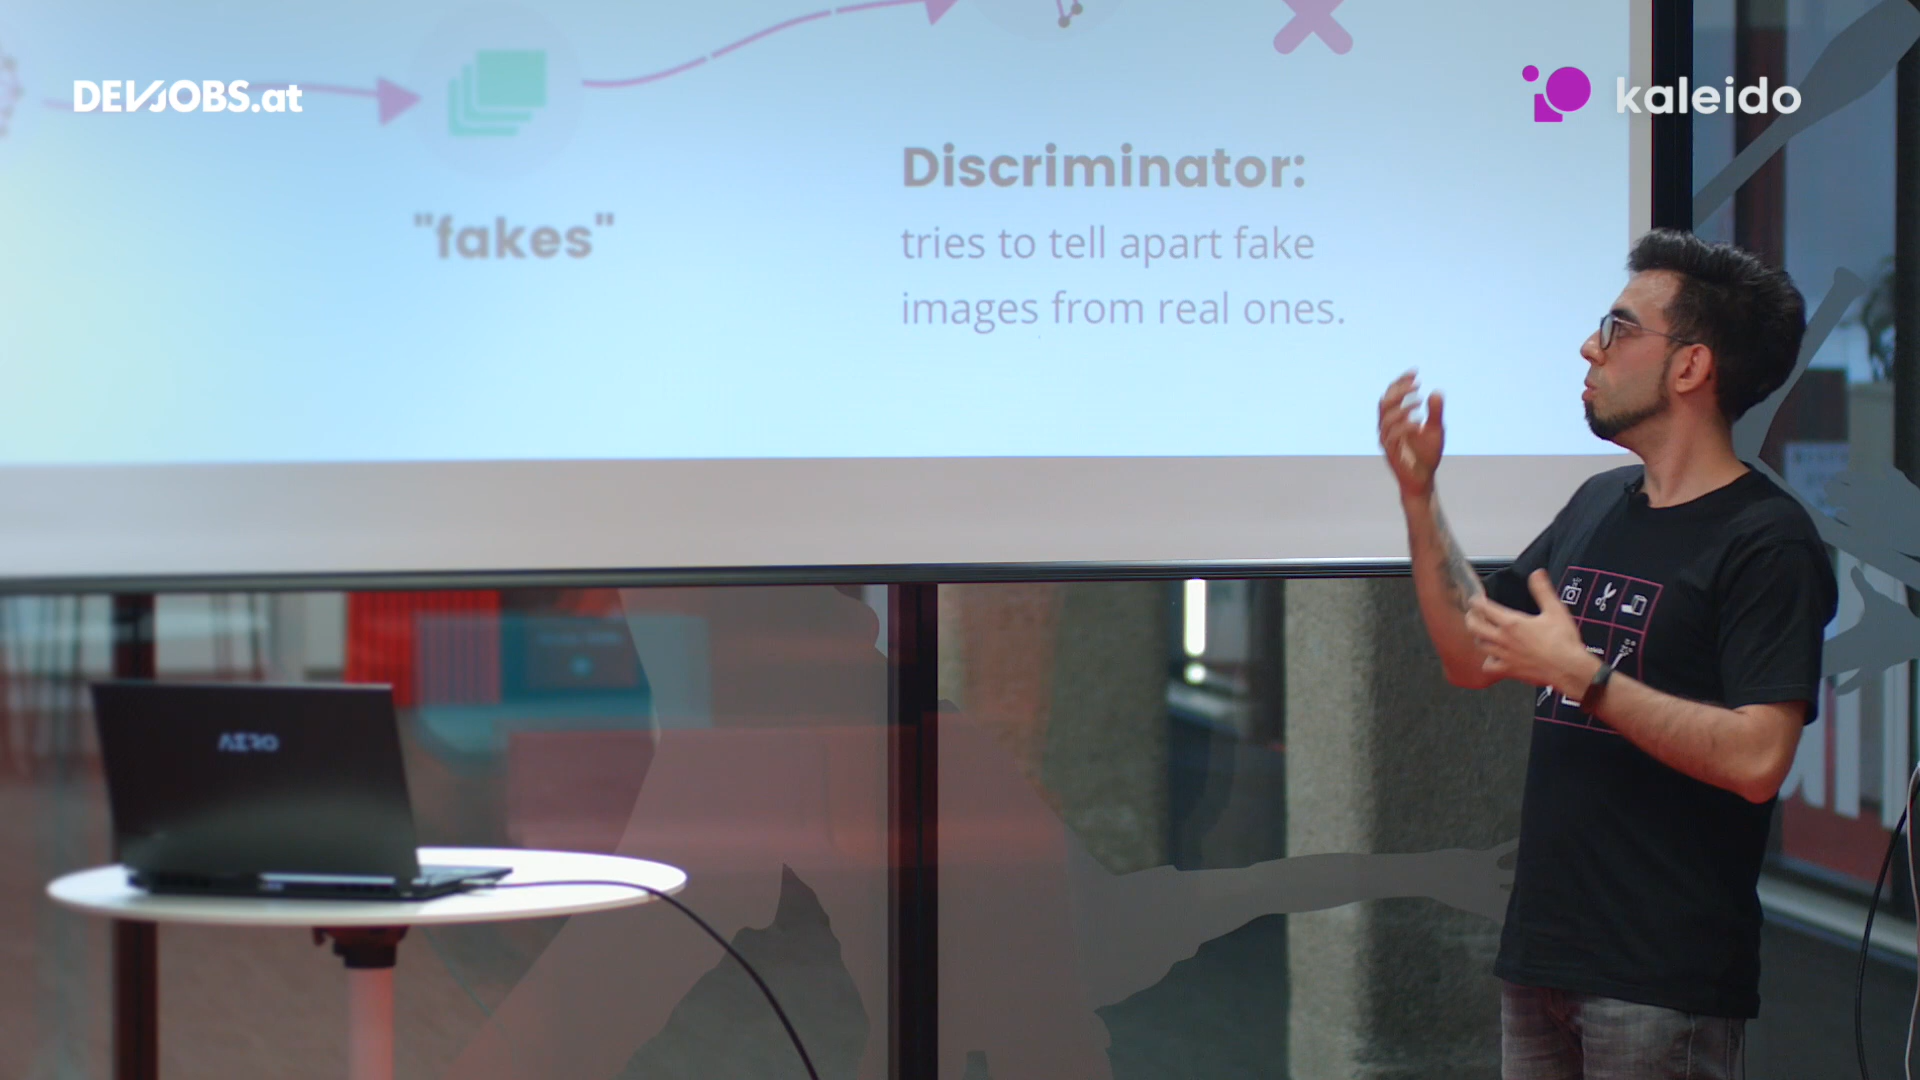 DEVJOBS.at
kaleido
"fakes"
Discriminator:
tries to tell apart fake
images from real ones.
AERO